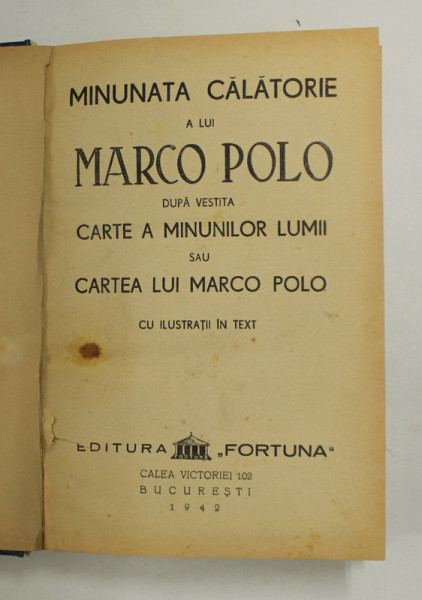 MINUNATA CĂLĂTORIE
A LUI
MARCO POLO
DUPĂ VESTITA
CARTE A MINUNILOR LUMII
SAU
CARTEA LUI MARCO POLO
CU ILUSTRAȚII ÎN TEXT
EDITURA „FORTUNA“
CALEA VICTORIEI 102
BUCUREȘTI
1942